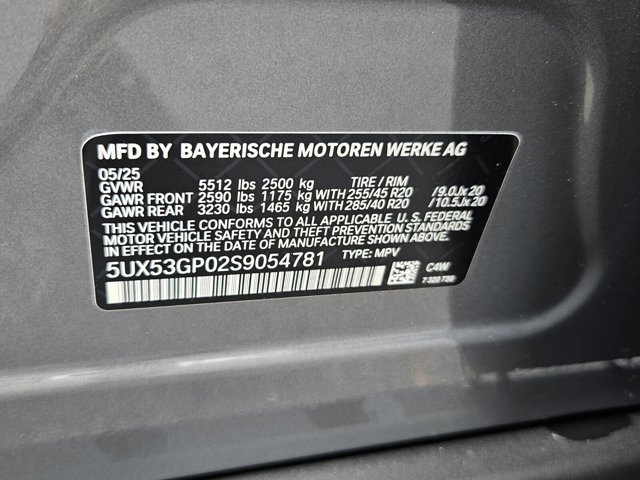 MFD BY BAYERISCHE MOTOREN WERKE AG
05/25
GVWR 5512 lbs 2500 kg TIRE / RIM
GAWR FRONT 2590 lbs 1175 kg WITH 255/45 R20 /9.0Jx20
GAWR REAR 3230 lbs 1465 kg WITH 285/40 R20 /10.5Jx20
THIS VEHICLE CONFORMS TO ALL APPLICABLE U.S. FEDERAL
MOTOR VEHICLE SAFETY AND THEFT PREVENTION STANDARDS
IN EFFECT ON THE DATE OF MANUFACTURE SHOWN ABOVE.
5UX53GP02S9054781 TYPE: MPV
C4W
7320730